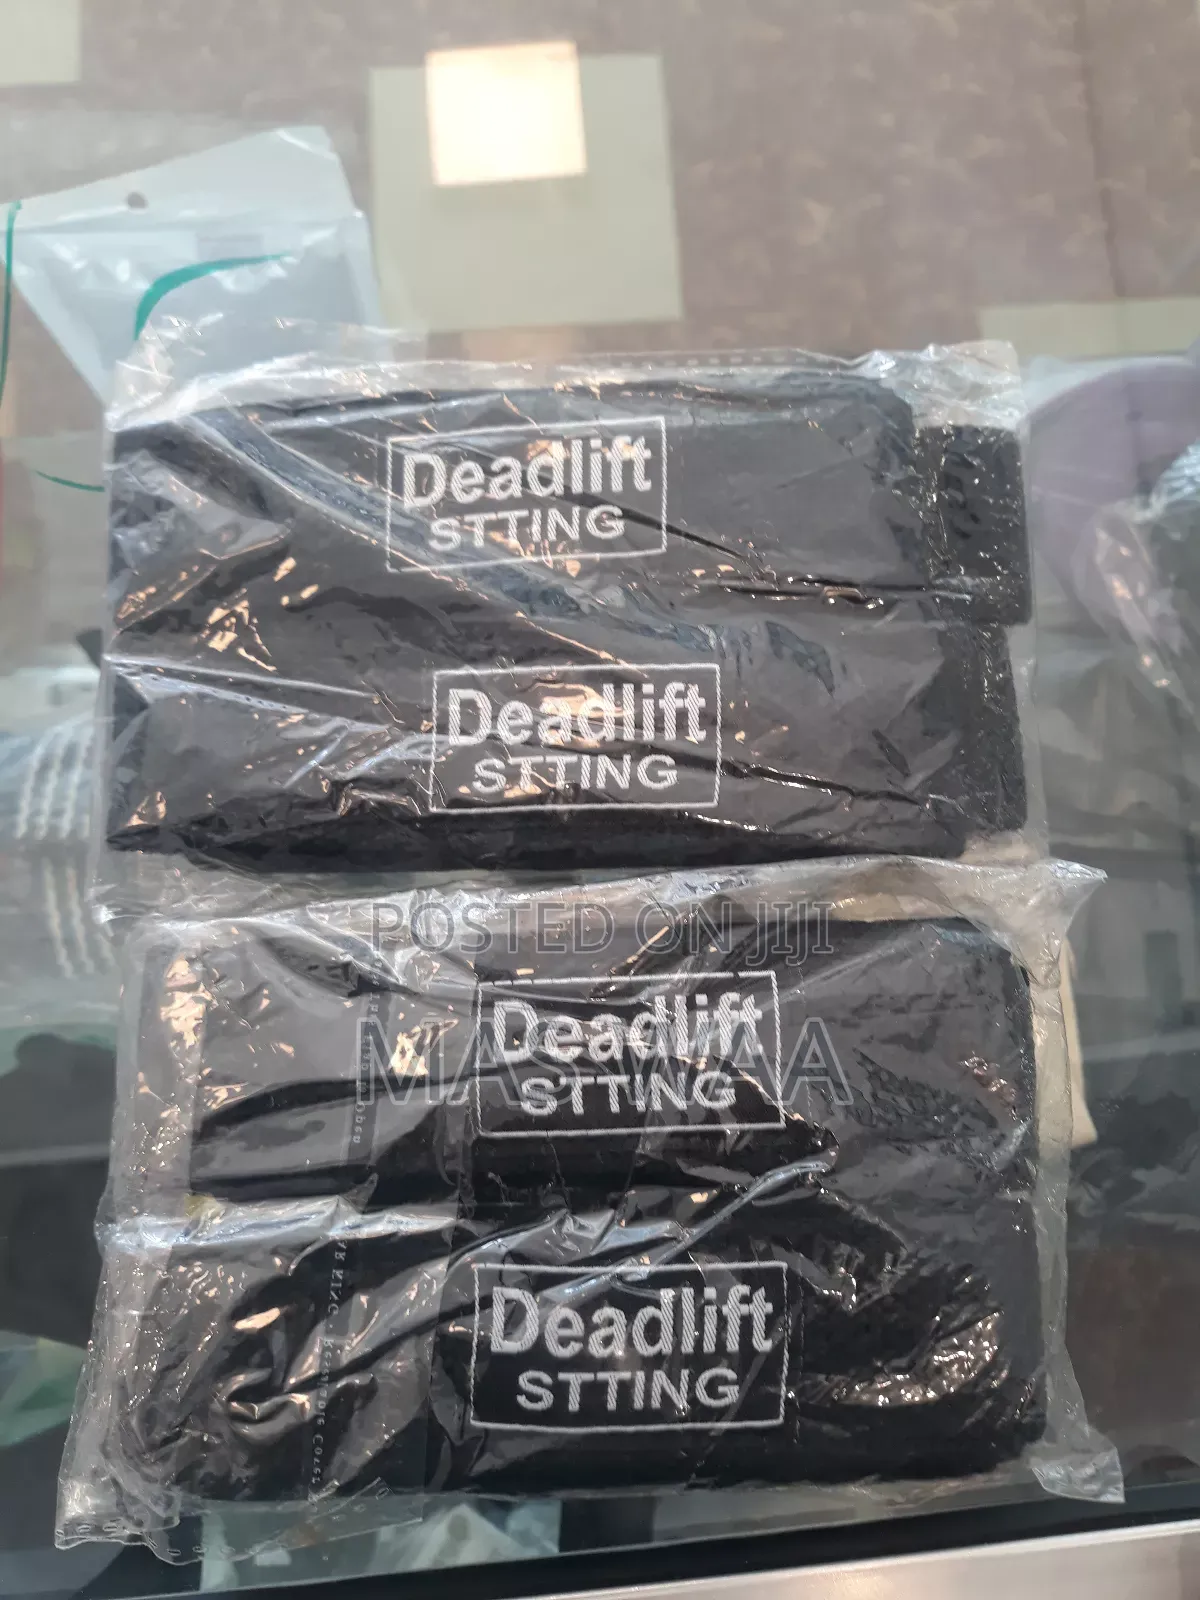 Deadlift
STTING
Deadlift
STTING
POSTED ON JIJI
Deadlift
MASWAA
STTING
Deadlift
STTING